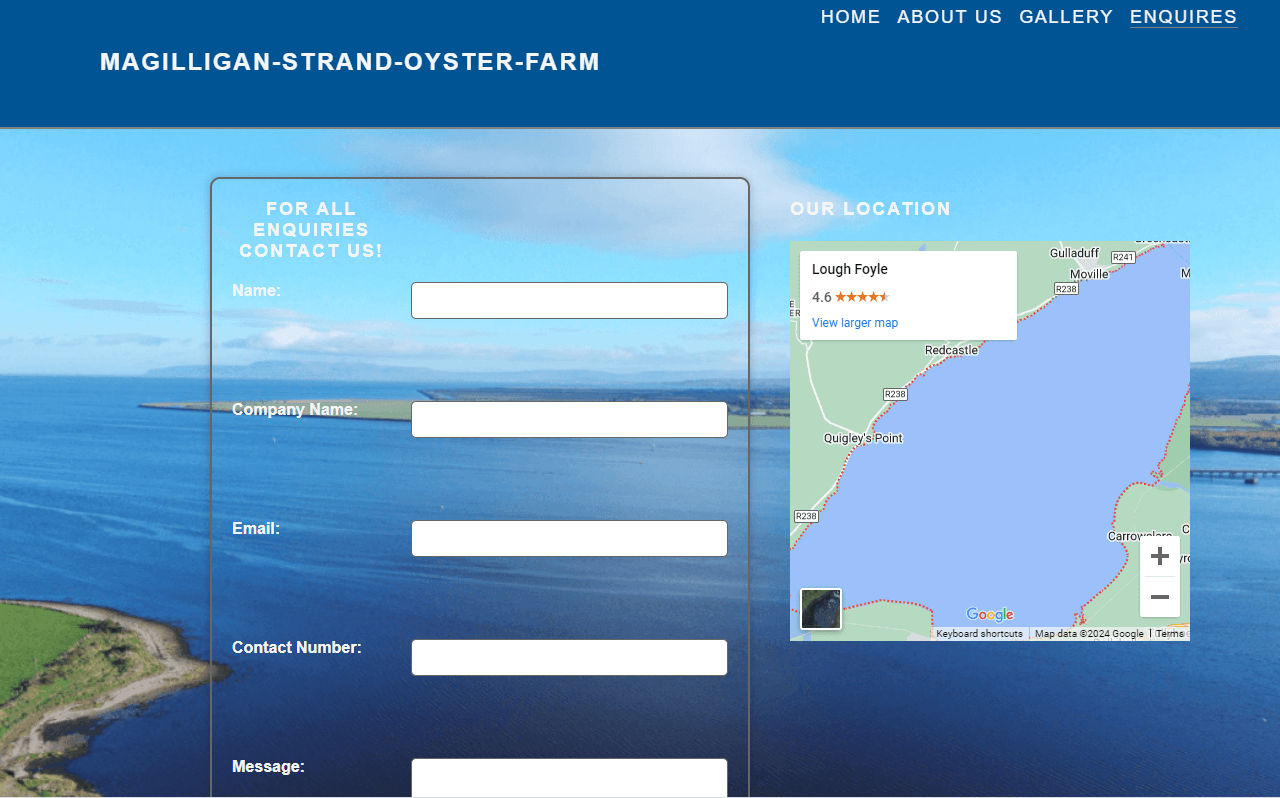 HOME ABOUT US GALLERY ENQUIRES
MAGILLIGAN-STRAND-OYSTER-FARM
FOR ALL
ENQUIRIES
CONTACT US!
Name:
Company Name:
Email:
Contact Number:
Message:
OUR LOCATION
Lough Foyle
4.6
View larger map
Gulladuff
R241
Moville
R238
Redcastle
R238
Quigley's Point
R238
Google
Keyboard shortcuts
Map data ©2024 Google
Terms